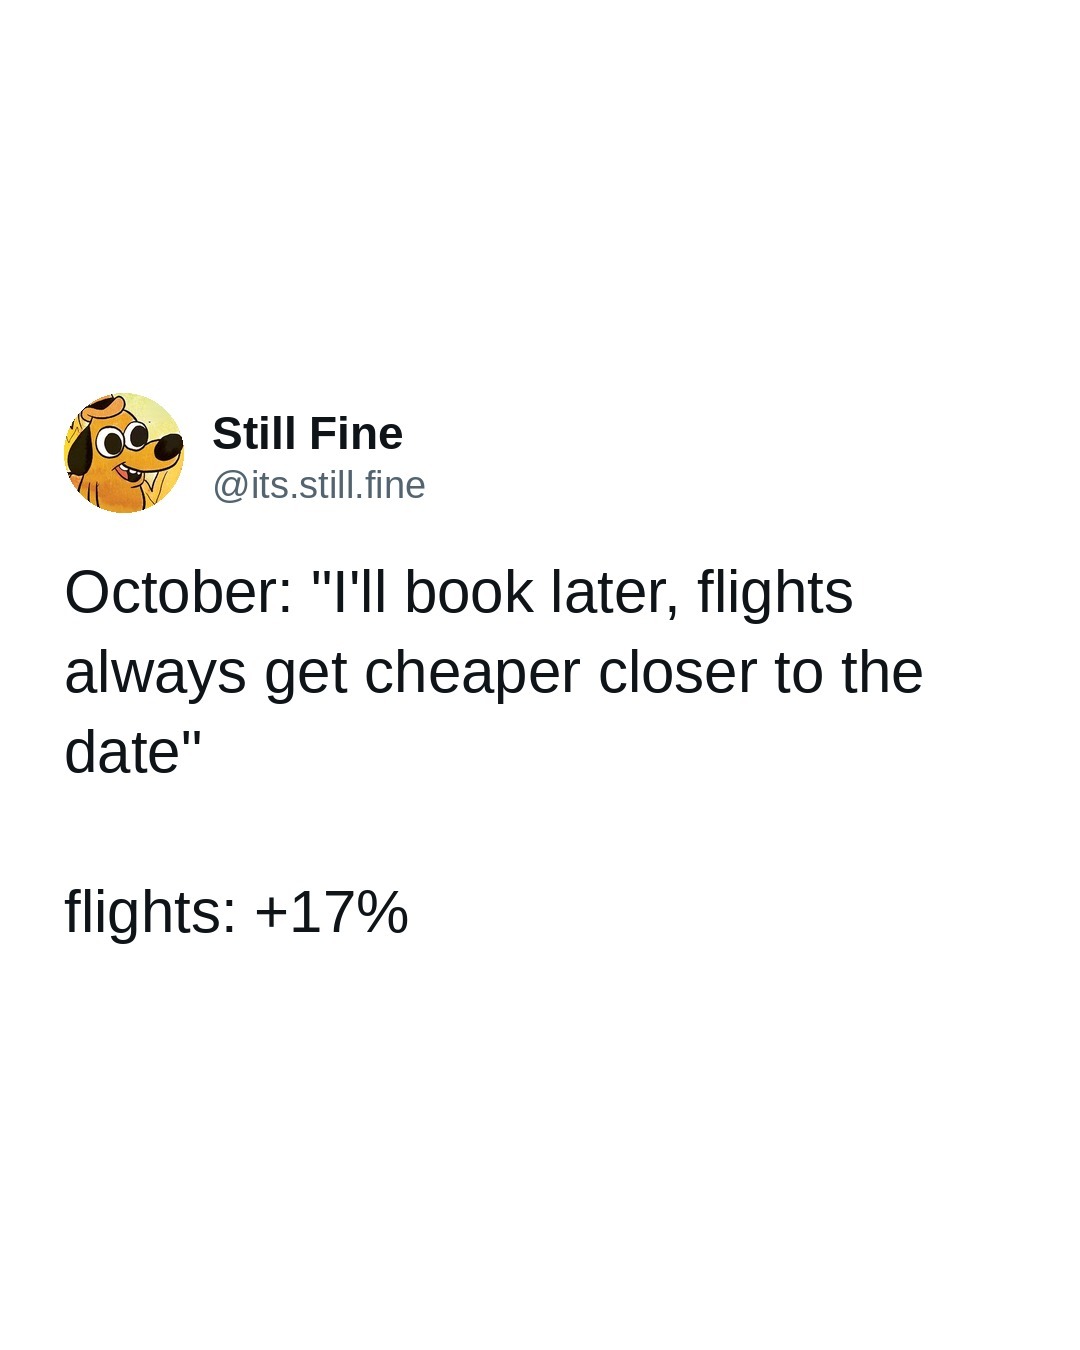 Still Fine
@its.still.fine
October: "I'll book later, flights
always get cheaper closer to the
date"
flights: +17%